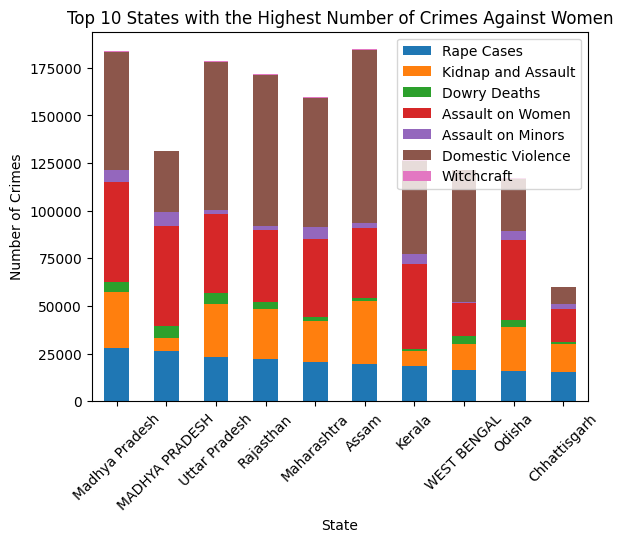 Top 10 States with the Highest Number of Crimes Against Women
Rape Cases
Kidnap and Assault
Dowry Deaths
Assault on Women
Assault on Minors
Domestic Violence
Witchcraft
Number of Crimes
175000
150000
125000
100000
75000
50000
25000
0
Madhya Pradesh
MADHYA PRADESH
Uttar Pradesh
Rajasthan
Maharashtra
Assam
Kerala
WEST BENGAL
Odisha
Chhattisgarh
State